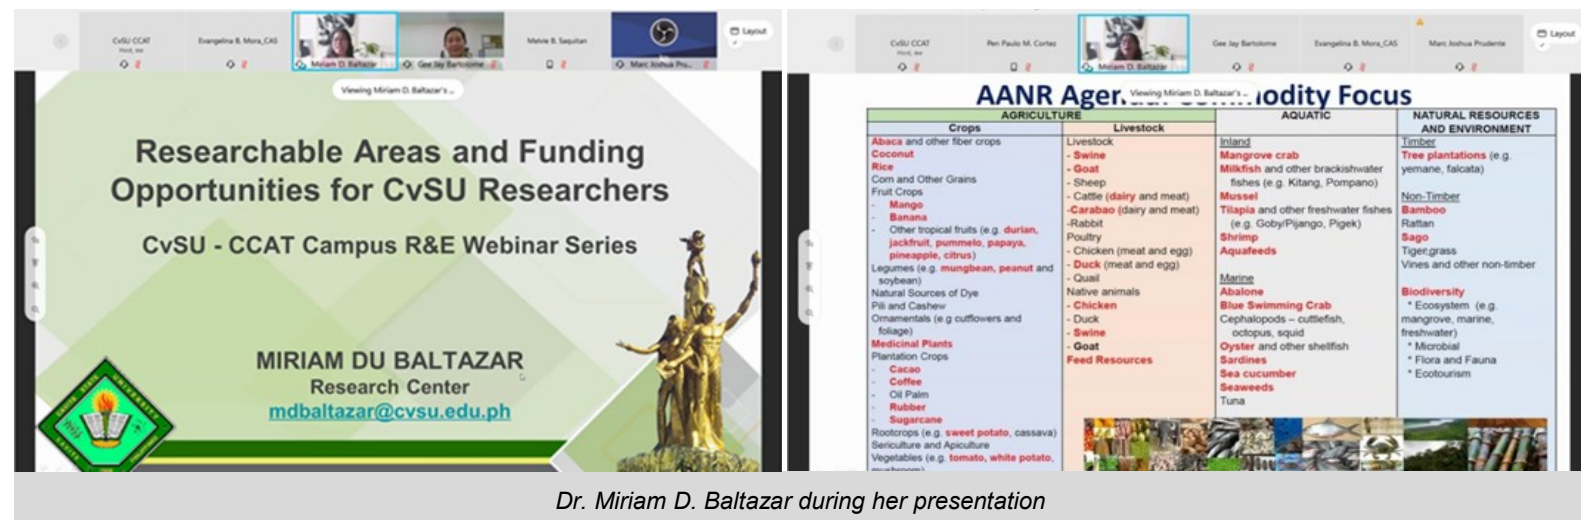 CvSU CCAT
Host, me
Evangelina B. Mora_CAS
Miriam D. Baltazar
Gee Jay Bartolome
Melvie B. Saquitan
Marc Joshua Pru...
Layout
Viewing Miriam D. Baltazar's ...
Researchable Areas and Funding
Opportunities for CvSU Researchers
CvSU - CCAT Campus R&E Webinar Series
MIRIAM DU BALTAZAR
Research Center
mdbaltazar@cvsu.edu.ph
CAVITE STATE UNIVERSITY
CvSU CCAT
Host, me
Pen Paulo M. Cortez
Miriam D. Baltazar
Gee Jay Bartolome
Evangelina B. Mora_CAS
Marc Joshua Prudente
Layout
Viewing Miriam D. Baltazar's ...
AANR Focus
AGRICULTURE
Crops
Abaca and other fiber crops
Coconut
Rice
Corn and Other Grains
Fruit Crops
- Mango
- Banana
- Other tropical fruits (e.g. durian,
jackfruit, pummelo, papaya,
pineapple, citrus)
Legumes (e.g. mungbean, peanut and
soybean)
Natural Sources of Dye
Pili and Cashew
Ornamentals (e.g cutflowers and
foliage)
Medicinal Plants
Plantation Crops
- Cacao
- Coffee
- Oil Palm
- Rubber
- Sugarcane
Rootcrops (e.g. sweet potato, cassava)
Sericulture and Apiculture
Vegetables (e.g. tomato, white potato,
Livestock
Livestock
- Swine
- Goat
- Sheep
- Cattle (dairy and meat)
-Carabao (dairy and meat)
-Rabbit
Poultry
- Chicken (meat and egg)
- Duck (meat and egg)
- Quail
Native animals
- Chicken
- Duck
- Swine
- Goat
Feed Resources
AQUATIC
Inland
Mangrove crab
Milkfish and other brackishwater
fishes (e.g. Kitang, Pompano)
Mussel
Tilapia and other freshwater fishes
(e.g. Goby/Pijango, Pigek)
Shrimp
Aquafeeds
Marine
Abalone
Blue Swimming Crab
Cephalopods – cuttlefish,
octopus, squid
Oyster and other shellfish
Sardines
Sea cucumber
Seaweeds
Tuna
NATURAL RESOURCES
AND ENVIRONMENT
Timber
Tree plantations (e.g.
yemane, falcata)
Non-Timber
Bamboo
Rattan
Sago
Tiger grass
Vines and other non-timber
Biodiversity
* Ecosystem (e.g.
mangrove, marine,
freshwater)
* Microbial
* Flora and Fauna
* Ecotourism
Dr. Miriam D. Baltazar during her presentation